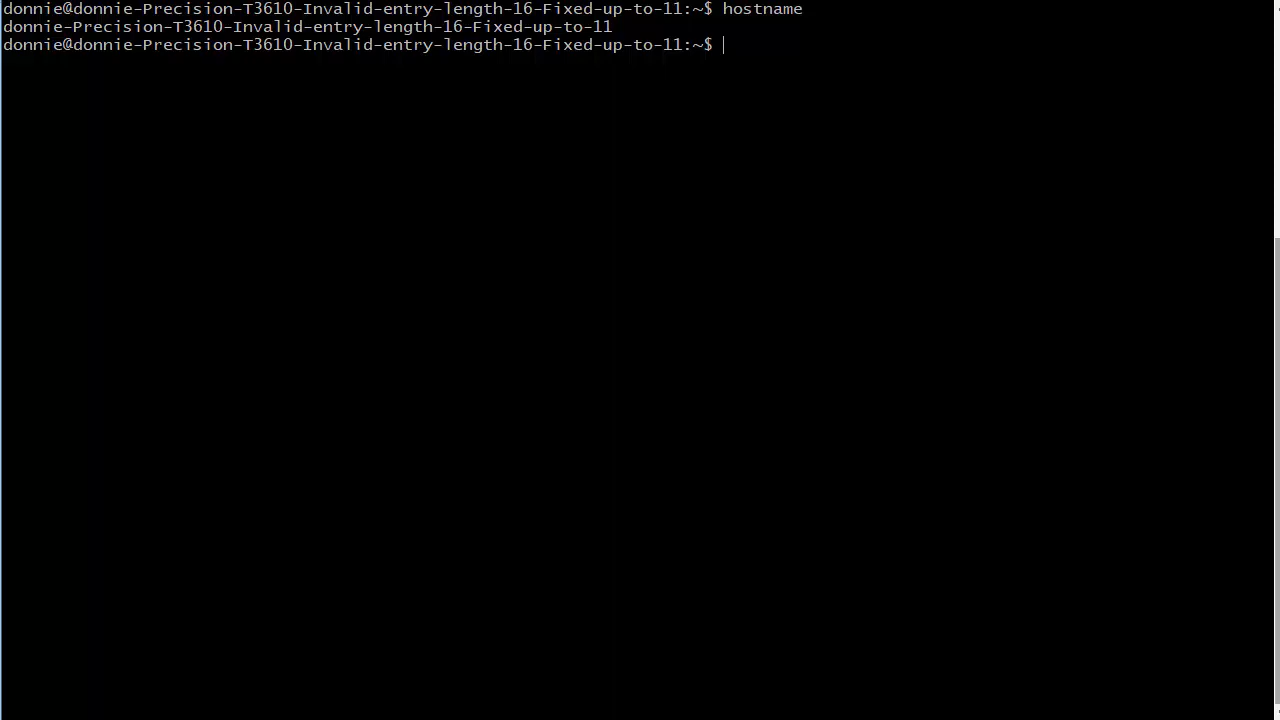 donnie@donnie-Precision-T3610-Invalid-entry-length-16-Fixed-up-to-11:~$ hostname
donnie-Precision-T3610-Invalid-entry-length-16-Fixed-up-to-11
donnie@donnie-Precision-T3610-Invalid-entry-length-16-Fixed-up-to-11:~$